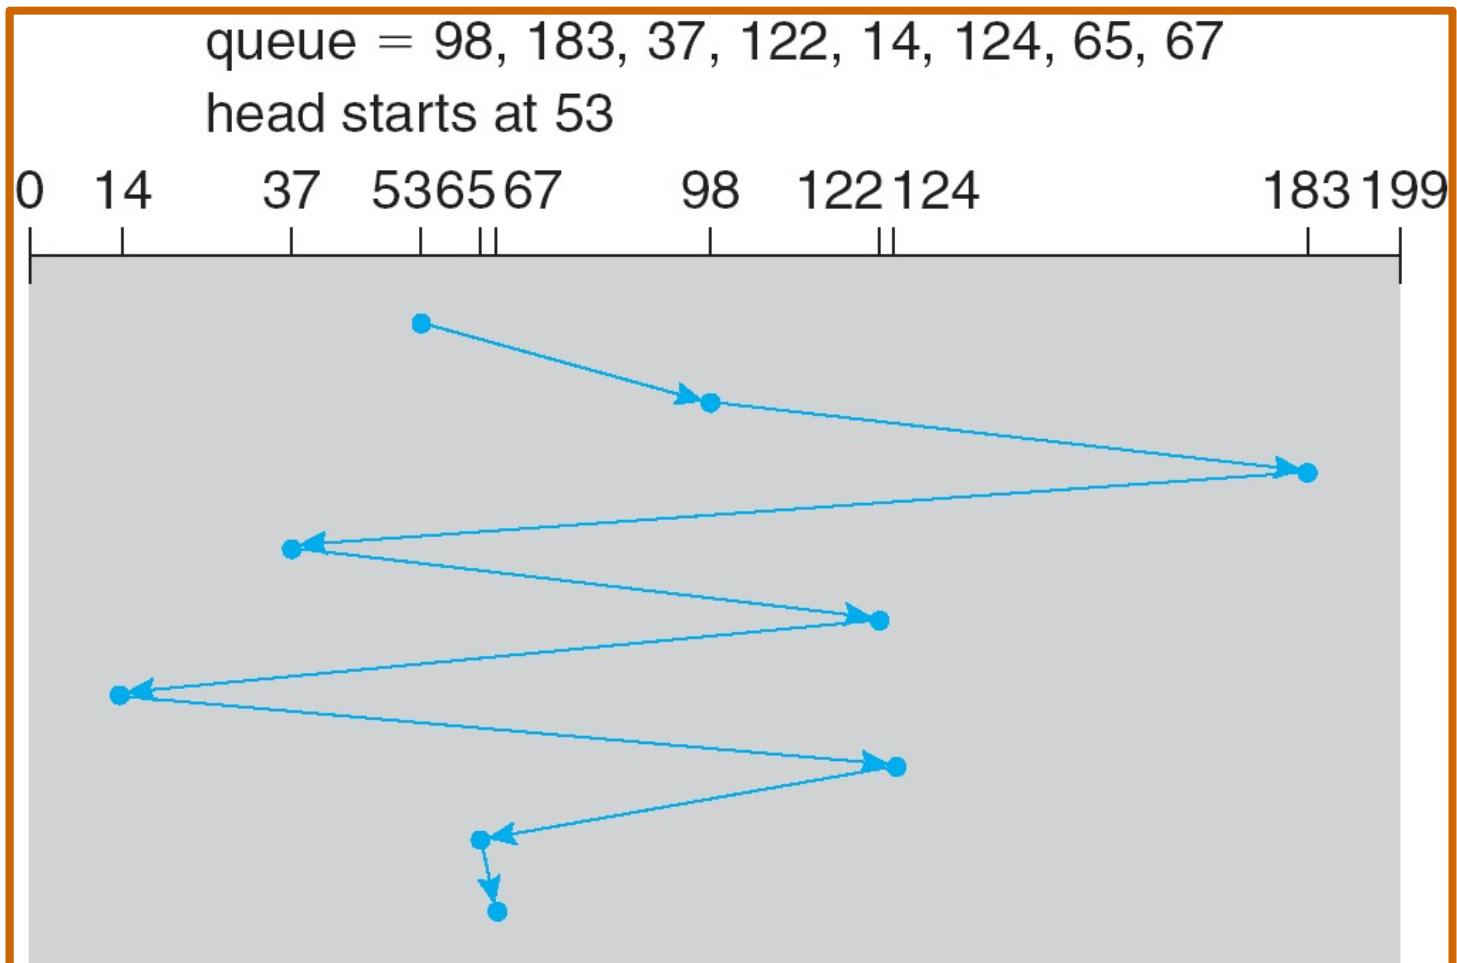 queue = 98, 183, 37, 122, 14, 124, 65, 67
head starts at 53
0 14 37 53 65 67 98 122 124 183 199